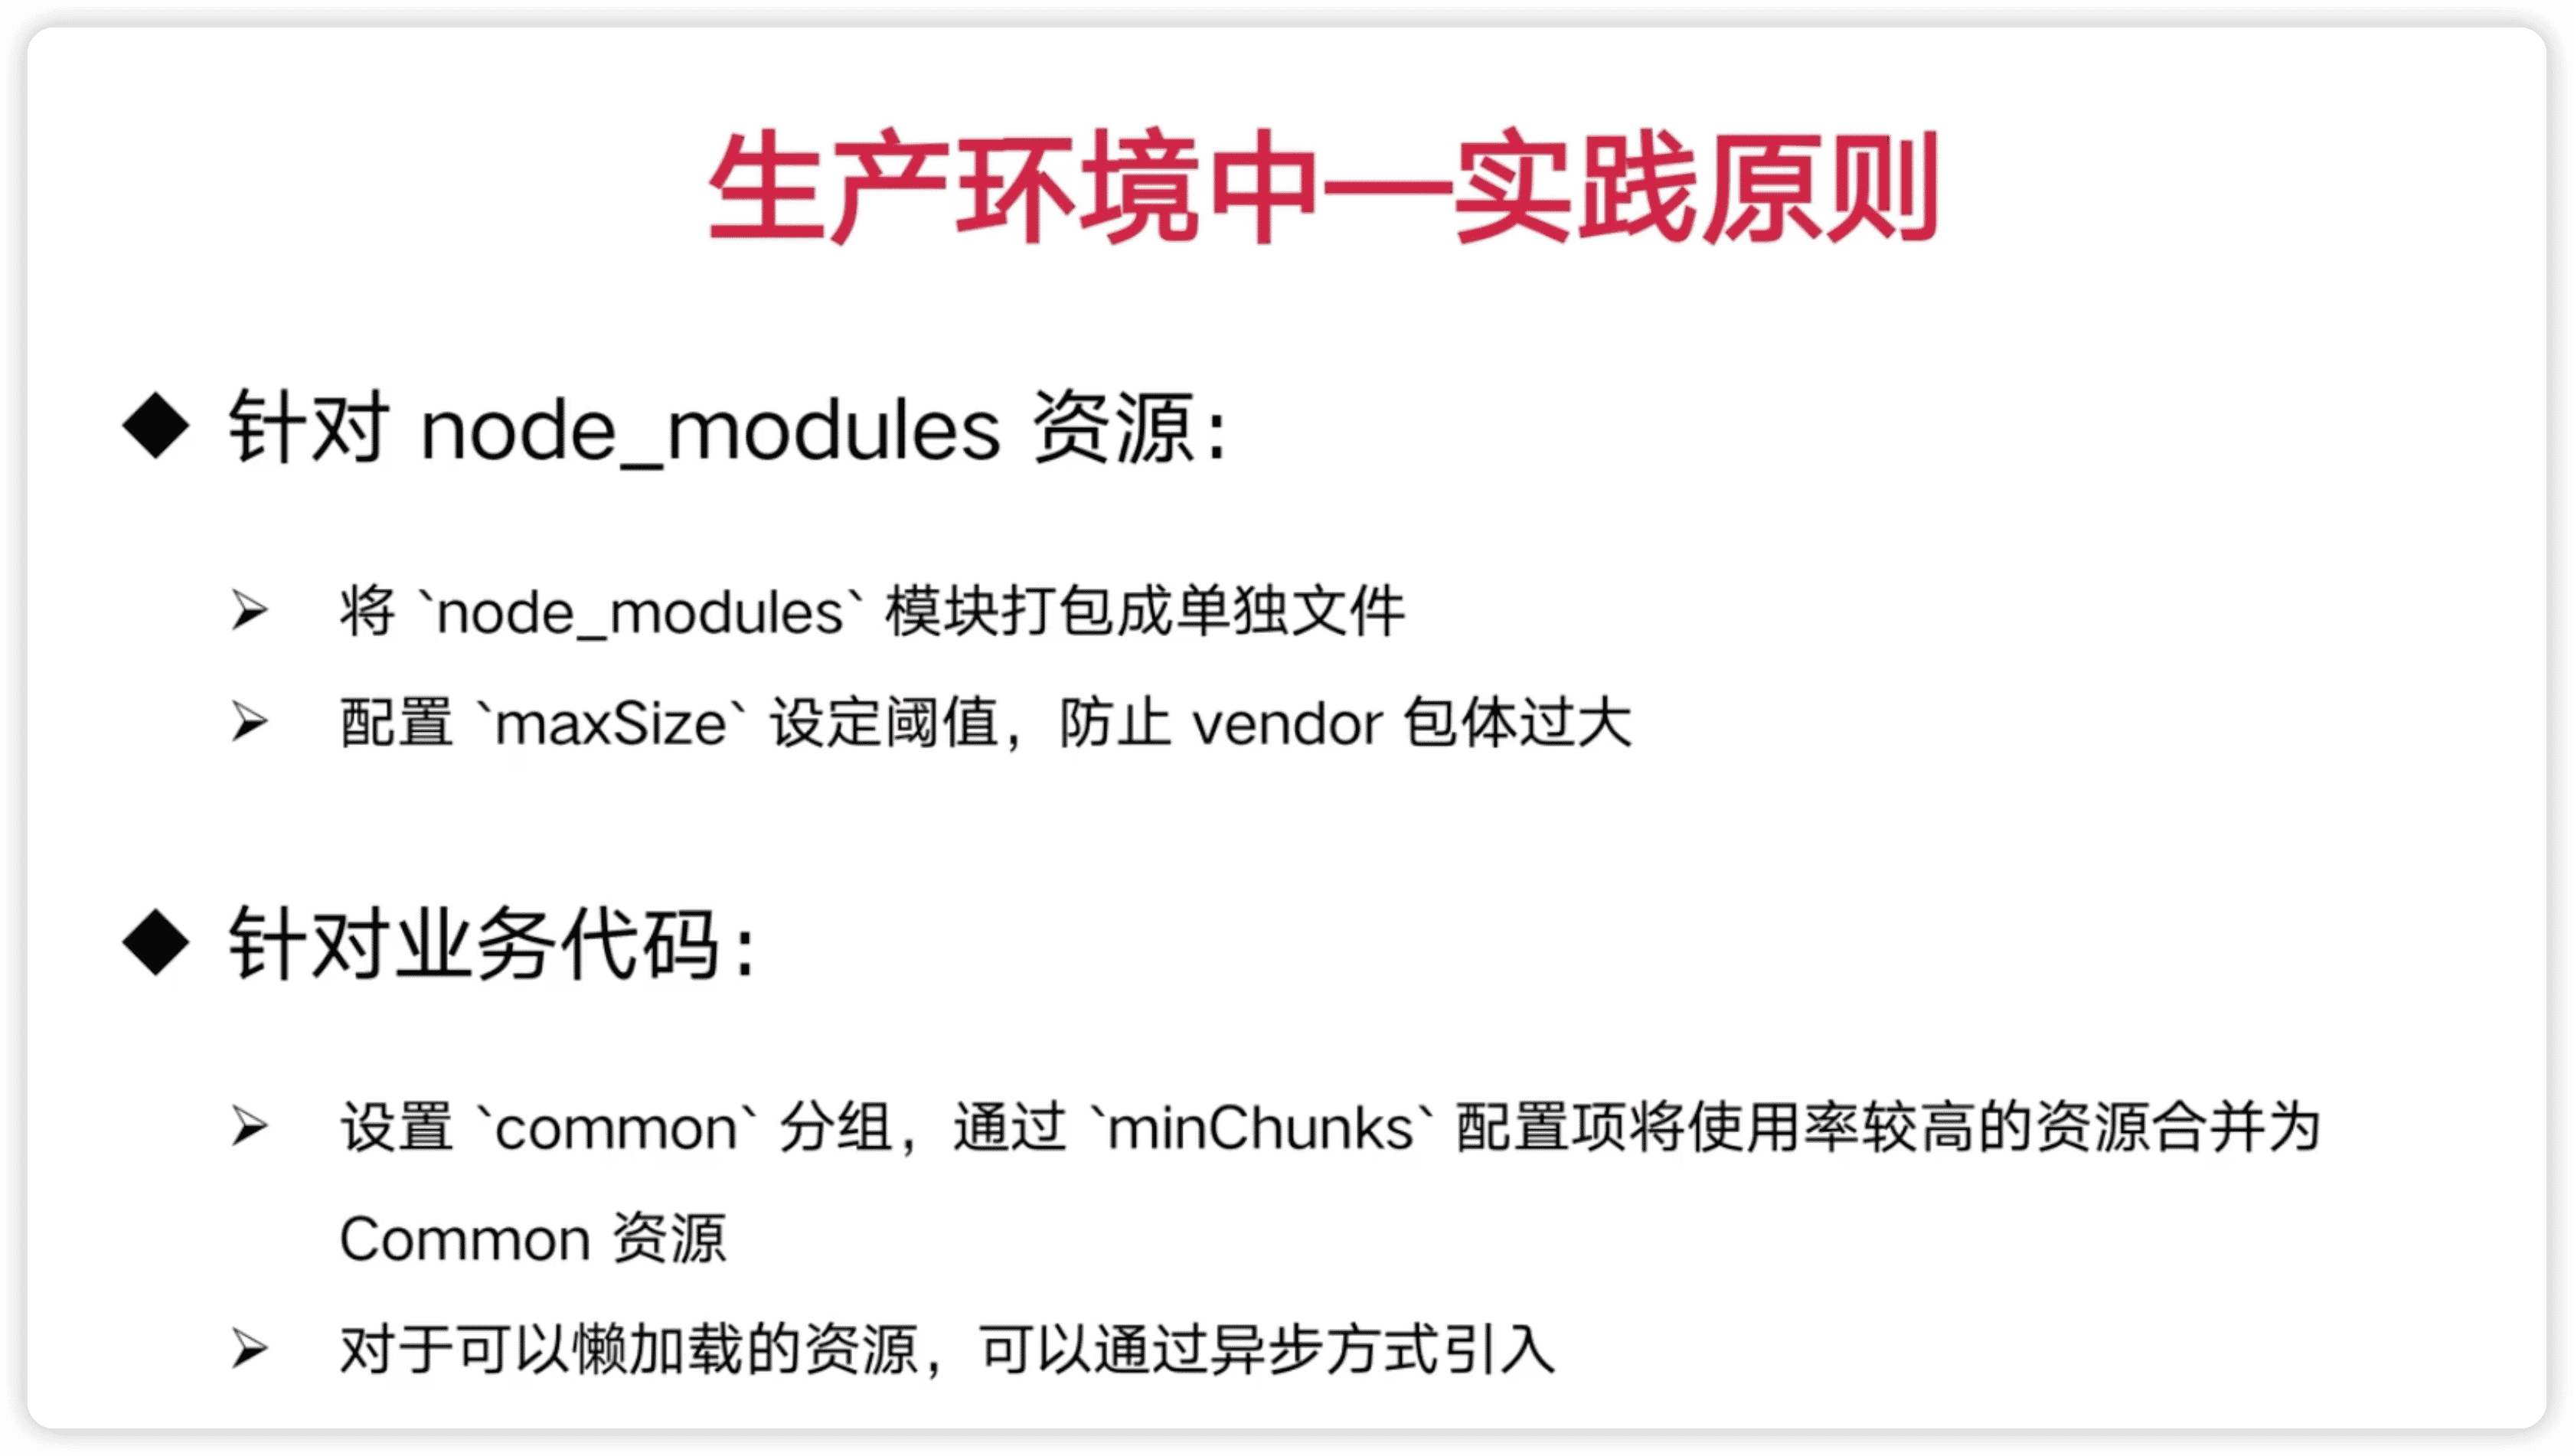 生产环境中—实践原则
◆ 针对 node_modules 资源：
➢ 将 `node_modules` 模块打包成单独文件
➢ 配置 `maxSize` 设定阈值，防止 vendor 包体过大
◆ 针对业务代码：
➢ 设置 `common` 分组，通过 `minChunks` 配置项将使用率较高的资源合并为
Common 资源
➢ 对于可以懒加载的资源，可以通过异步方式引入